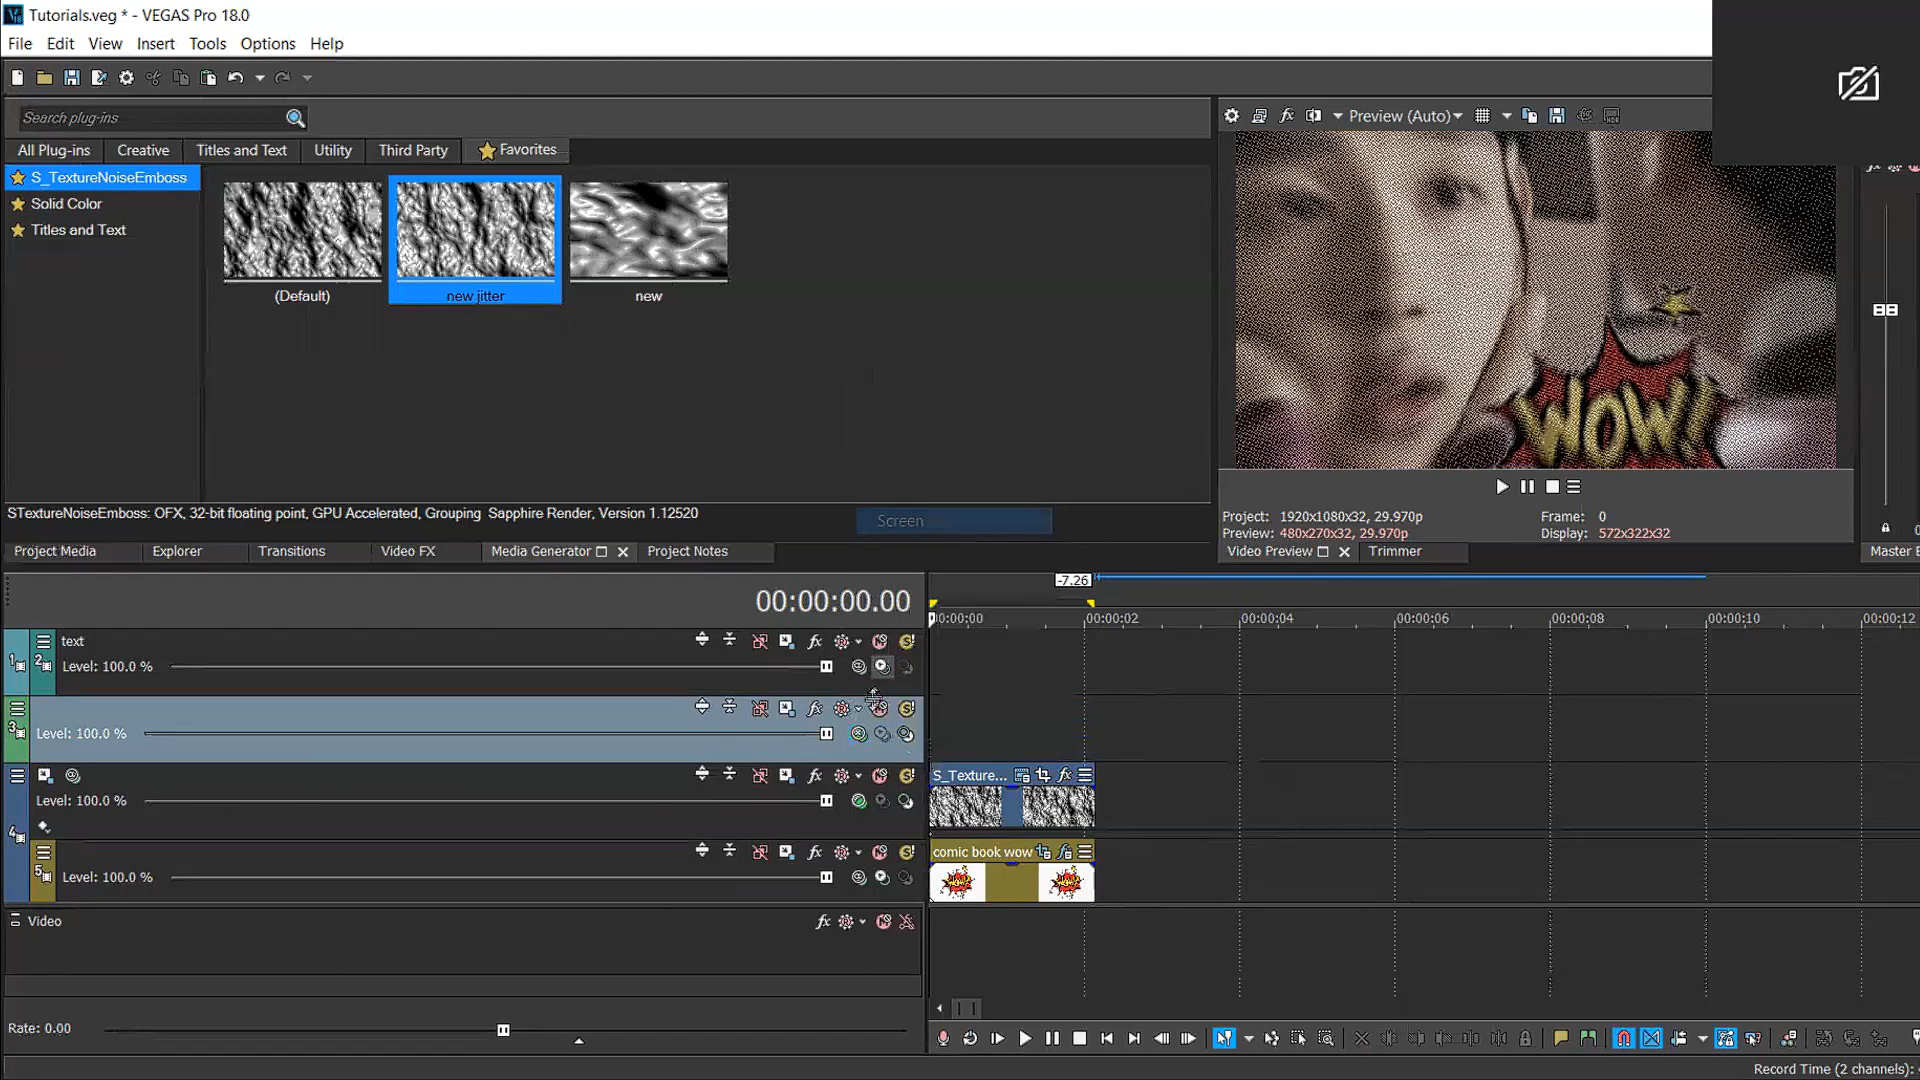 Tutorials.veg * - VEGAS Pro 18.0
File Edit View Insert Tools Options Help
Search plug-ins
All Plug-ins Creative Titles and Text Utility Third Party Favorites
S_TextureNoiseEmboss
Solid Color
Titles and Text
(Default) new jitter new
STextureNoiseEmboss: OFX, 32-bit floating point, GPU Accelerated, Grouping Sapphire Render, Version 1.12520
Screen
Project Media Explorer Transitions Video FX Media Generator Project Notes
Preview (Auto)
WOW!
Project: 1920x1080x32, 29.970p Frame: 0
Preview: 480x270x32, 29.970p Display: 572x322x32
Video Preview Trimmer
Master
00:00:00.00
-7.26
00:00:02 00:00:04 00:00:06 00:00:08 00:00:10 00:00:12
1 2 text
Level: 100.0 %
3
Level: 100.0 %
S_Texture...
4
Level: 100.0 %
comic book wow
5
Level: 100.0 %
Video
Rate: 0.00
Record Time (2 channels):